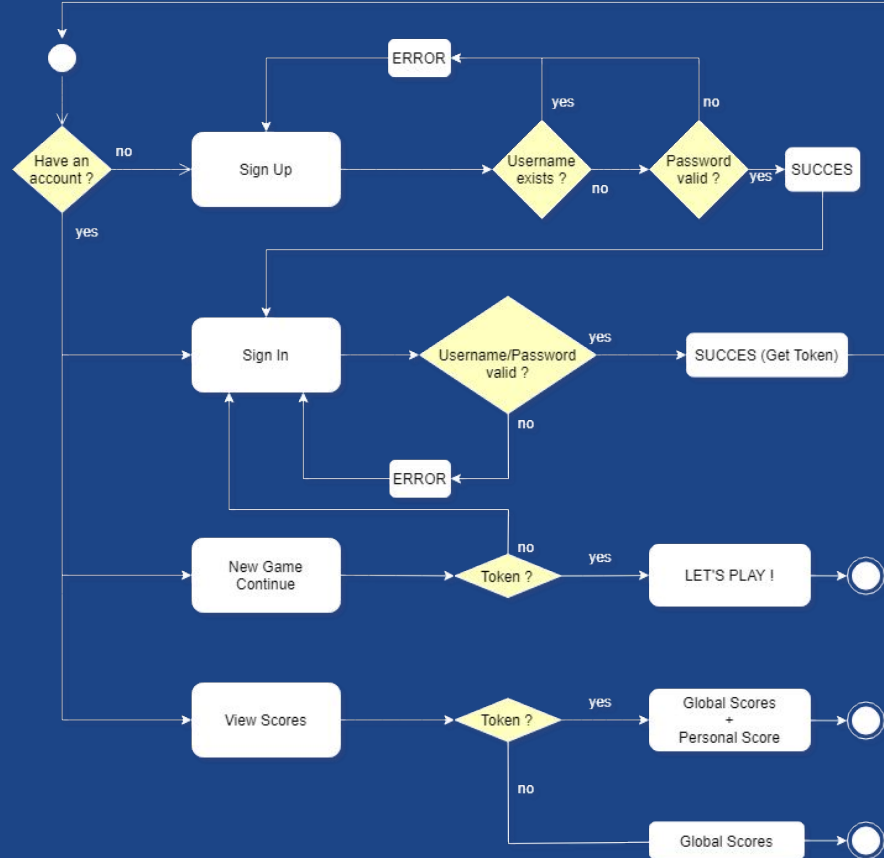 ERROR
yes
no
Have an
account ?
no
Sign Up
Username
exists ?
no
Password
valid ?
yes
SUCCES
yes
Sign In
Username/Password
valid ?
yes
SUCCES (Get Token)
no
ERROR
New Game
Continue
no
Token ?
yes
LET'S PLAY !
View Scores
Token ?
yes
Global Scores
+
Personal Score
no
Global Scores